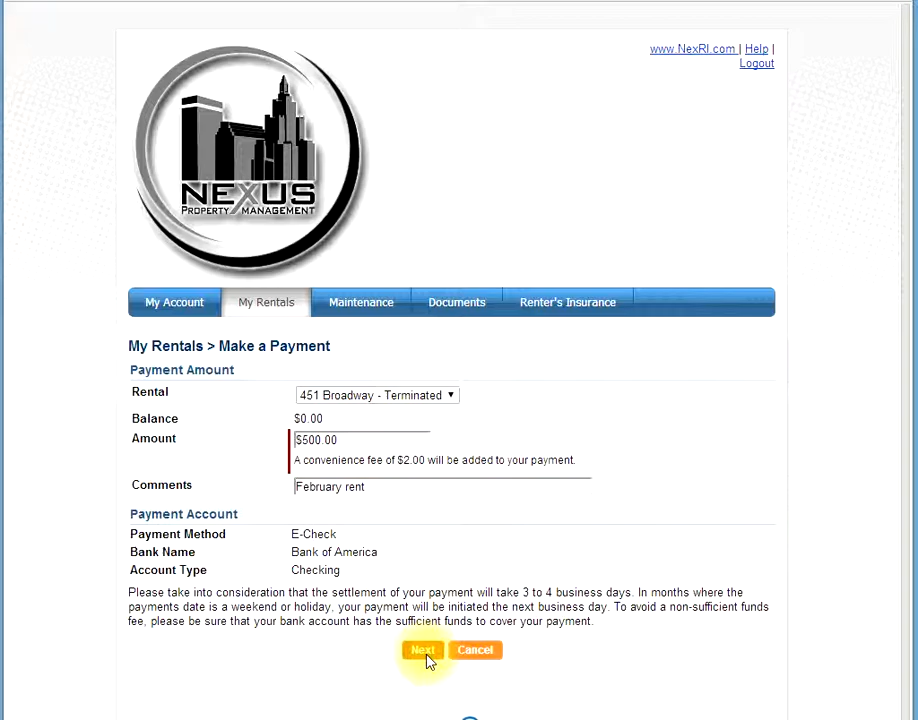 www.NexRI.com | Help |
Logout
NEXUS
PROPERTY MANAGEMENT
My Account My Rentals Maintenance Documents Renter's Insurance
My Rentals > Make a Payment
Payment Amount
Rental 451 Broadway - Terminated
Balance $0.00
Amount $500.00
A convenience fee of $2.00 will be added to your payment.
Comments February rent
Payment Account
Payment Method E-Check
Bank Name Bank of America
Account Type Checking
Please take into consideration that the settlement of your payment will take 3 to 4 business days. In months where the
payments date is a weekend or holiday, your payment will be initiated the next business day. To avoid a non-sufficient funds
fee, please be sure that your bank account has the sufficient funds to cover your payment.
Next Cancel